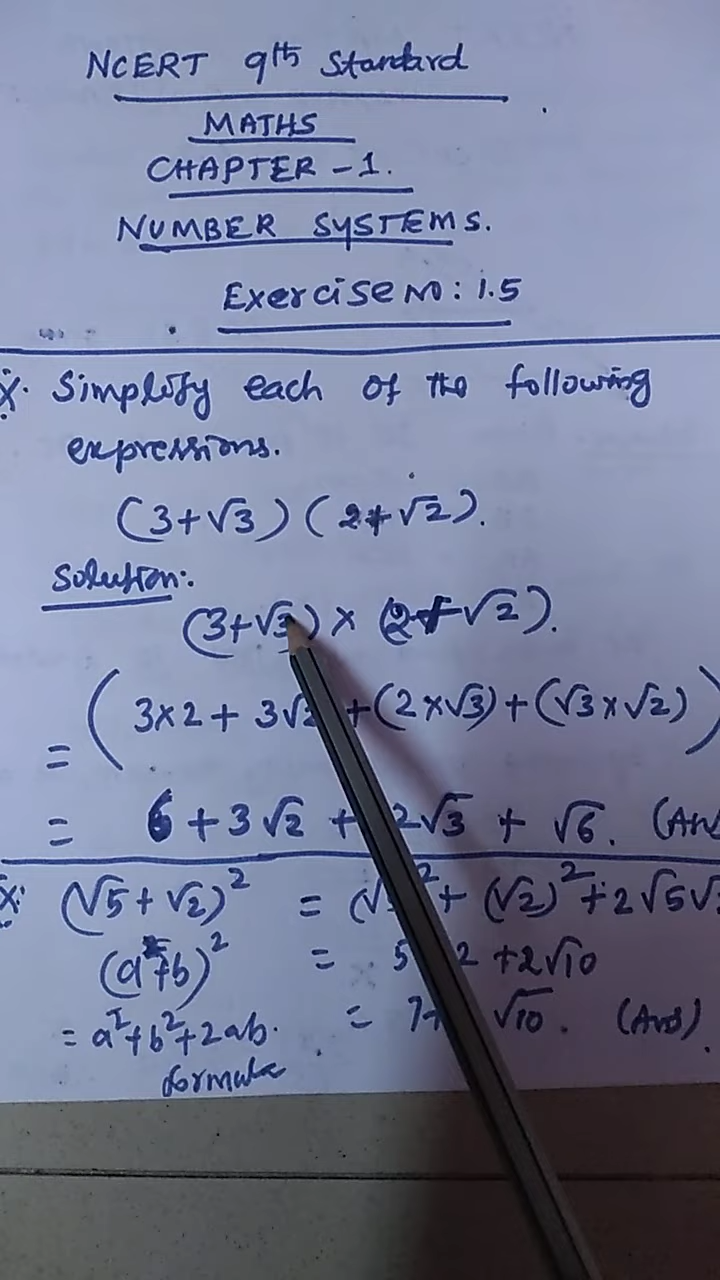 NCERT 9th Standard
MATHS
CHAPTER - 1.
NUMBER SYSTEMS.
Exercise No: 1.5
Simplify each of the following
expressions.
(3+√3) (2+√2).
Solution:.
(3+√3) × (2+√2).
= (3×2 + 3√ +(2×√3)+(√3×√2))
= 6 + 3√2 + 2√3 + √6. (Ans
(√5+√2)² = (√ ² + (√2)² + 2√5√
(a+b)² = 5 2 +2√10
= a²+b²+2ab. = 7+ √10. (Ans)
formula